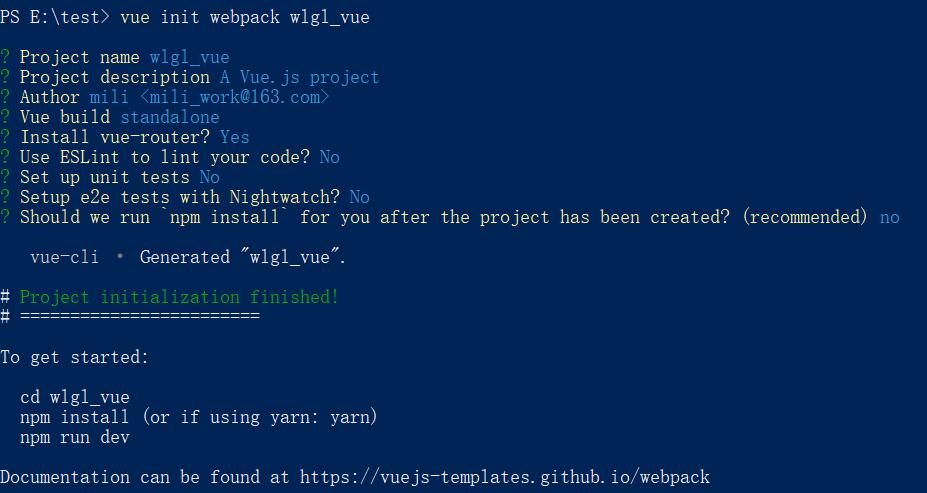 PS E:\test> vue init webpack wlgl_vue
? Project name wlgl_vue
? Project description A Vue.js project
? Author mili <mili_work@163.com>
? Vue build standalone
? Install vue-router? Yes
? Use ESLint to lint your code? No
? Set up unit tests No
? Setup e2e tests with Nightwatch? No
? Should we run `npm install` for you after the project has been created? (recommended) no
vue-cli · Generated "wlgl_vue".
# Project initialization finished!
# ========================
To get started:
cd wlgl_vue
npm install (or if using yarn: yarn)
npm run dev
Documentation can be found at https://vuejs-templates.github.io/webpack